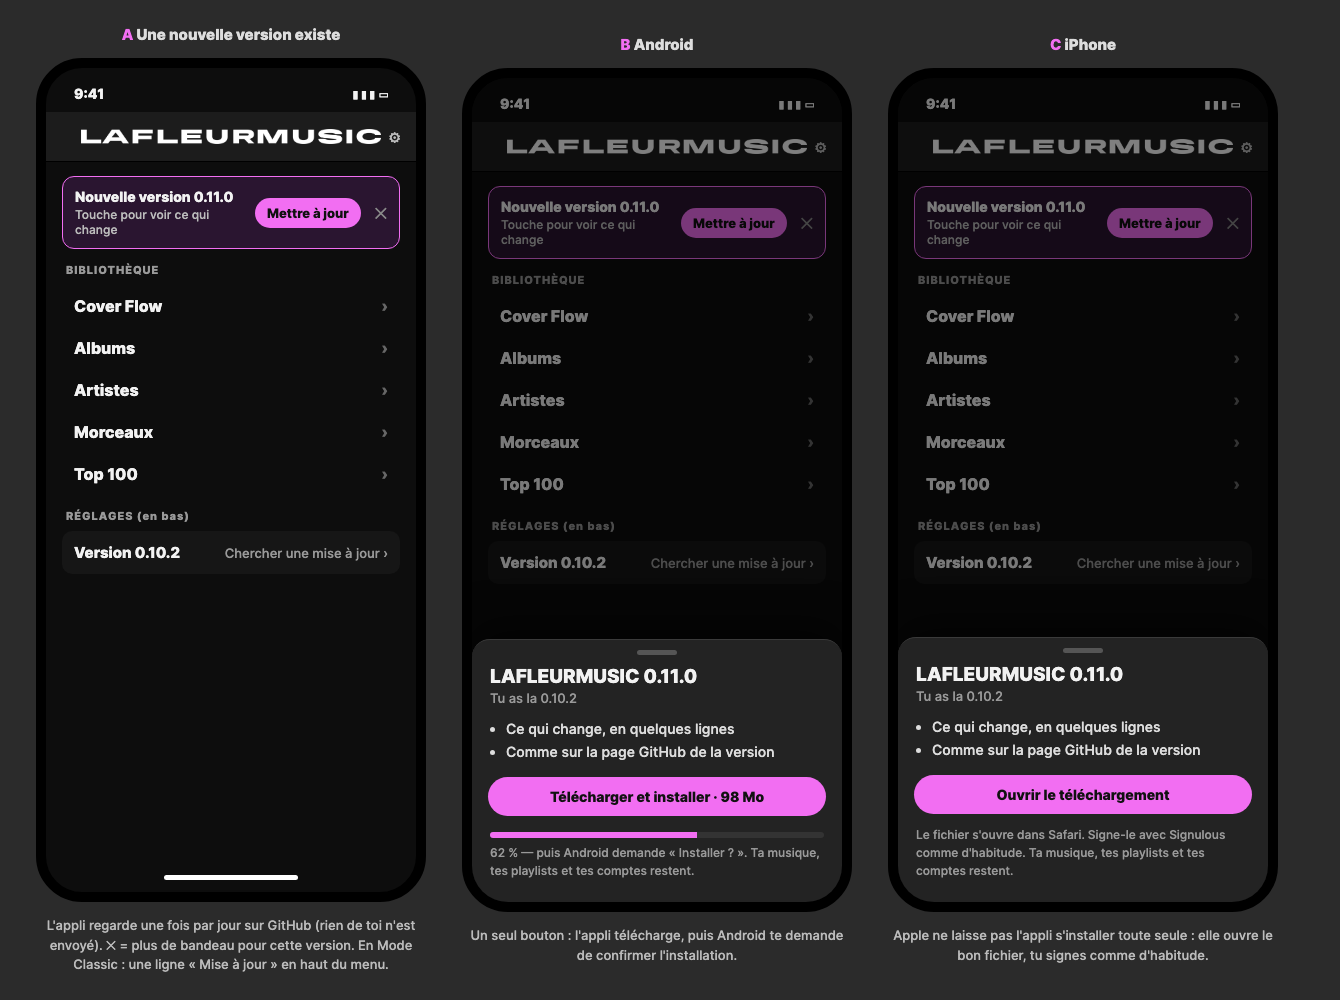 A Une nouvelle version existe
9:41
LAFLEURMUSIC
Nouvelle version 0.11.0
Touche pour voir ce qui
change
Mettre à jour
BIBLIOTHÈQUE
Cover Flow
Albums
Artistes
Morceaux
Top 100
RÉGLAGES (en bas)
Version 0.10.2
Chercher une mise à jour ›
L'appli regarde une fois par jour sur GitHub (rien de toi n'est
envoyé). ✕ = plus de bandeau pour cette version. En Mode
Classic : une ligne « Mise à jour » en haut du menu.
B Android
9:41
LAFLEURMUSIC
Nouvelle version 0.11.0
Touche pour voir ce qui
change
Mettre à jour
BIBLIOTHÈQUE
Cover Flow
Albums
Artistes
Morceaux
Top 100
RÉGLAGES (en bas)
Version 0.10.2
Chercher une mise à jour ›
LAFLEURMUSIC 0.11.0
Tu as la 0.10.2
• Ce qui change, en quelques lignes
• Comme sur la page GitHub de la version
Télécharger et installer · 98 Mo
62 % — puis Android demande « Installer ? ». Ta musique,
tes playlists et tes comptes restent.
Un seul bouton : l'appli télécharge, puis Android te demande
de confirmer l'installation.
C iPhone
9:41
LAFLEURMUSIC
Nouvelle version 0.11.0
Touche pour voir ce qui
change
Mettre à jour
BIBLIOTHÈQUE
Cover Flow
Albums
Artistes
Morceaux
Top 100
RÉGLAGES (en bas)
Version 0.10.2
Chercher une mise à jour ›
LAFLEURMUSIC 0.11.0
Tu as la 0.10.2
• Ce qui change, en quelques lignes
• Comme sur la page GitHub de la version
Ouvrir le téléchargement
Le fichier s'ouvre dans Safari. Signe-le avec Signulous
comme d'habitude. Ta musique, tes playlists et tes
comptes restent.
Apple ne laisse pas l'appli s'installer toute seule : elle ouvre le
bon fichier, tu signes comme d'habitude.